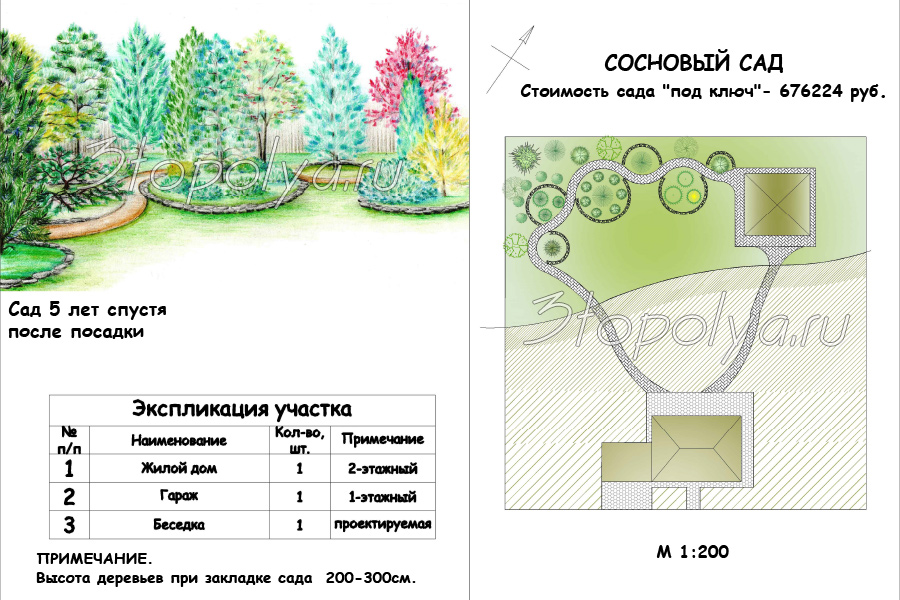 3topolya.ru
Сад 5 лет спустя
после посадки
Экспликация участка
№ п/п Наименование Кол-во, шт. Примечание
1 Жилой дом 1 2-этажный
2 Гараж 1 1-этажный
3 Беседка 1 проектируемая
ПРИМЕЧАНИЕ.
Высота деревьев при закладке сада 200-300см.
СОСНОВЫЙ САД
Стоимость сада "под ключ"- 676224 руб.
3topolya.ru
М 1:200